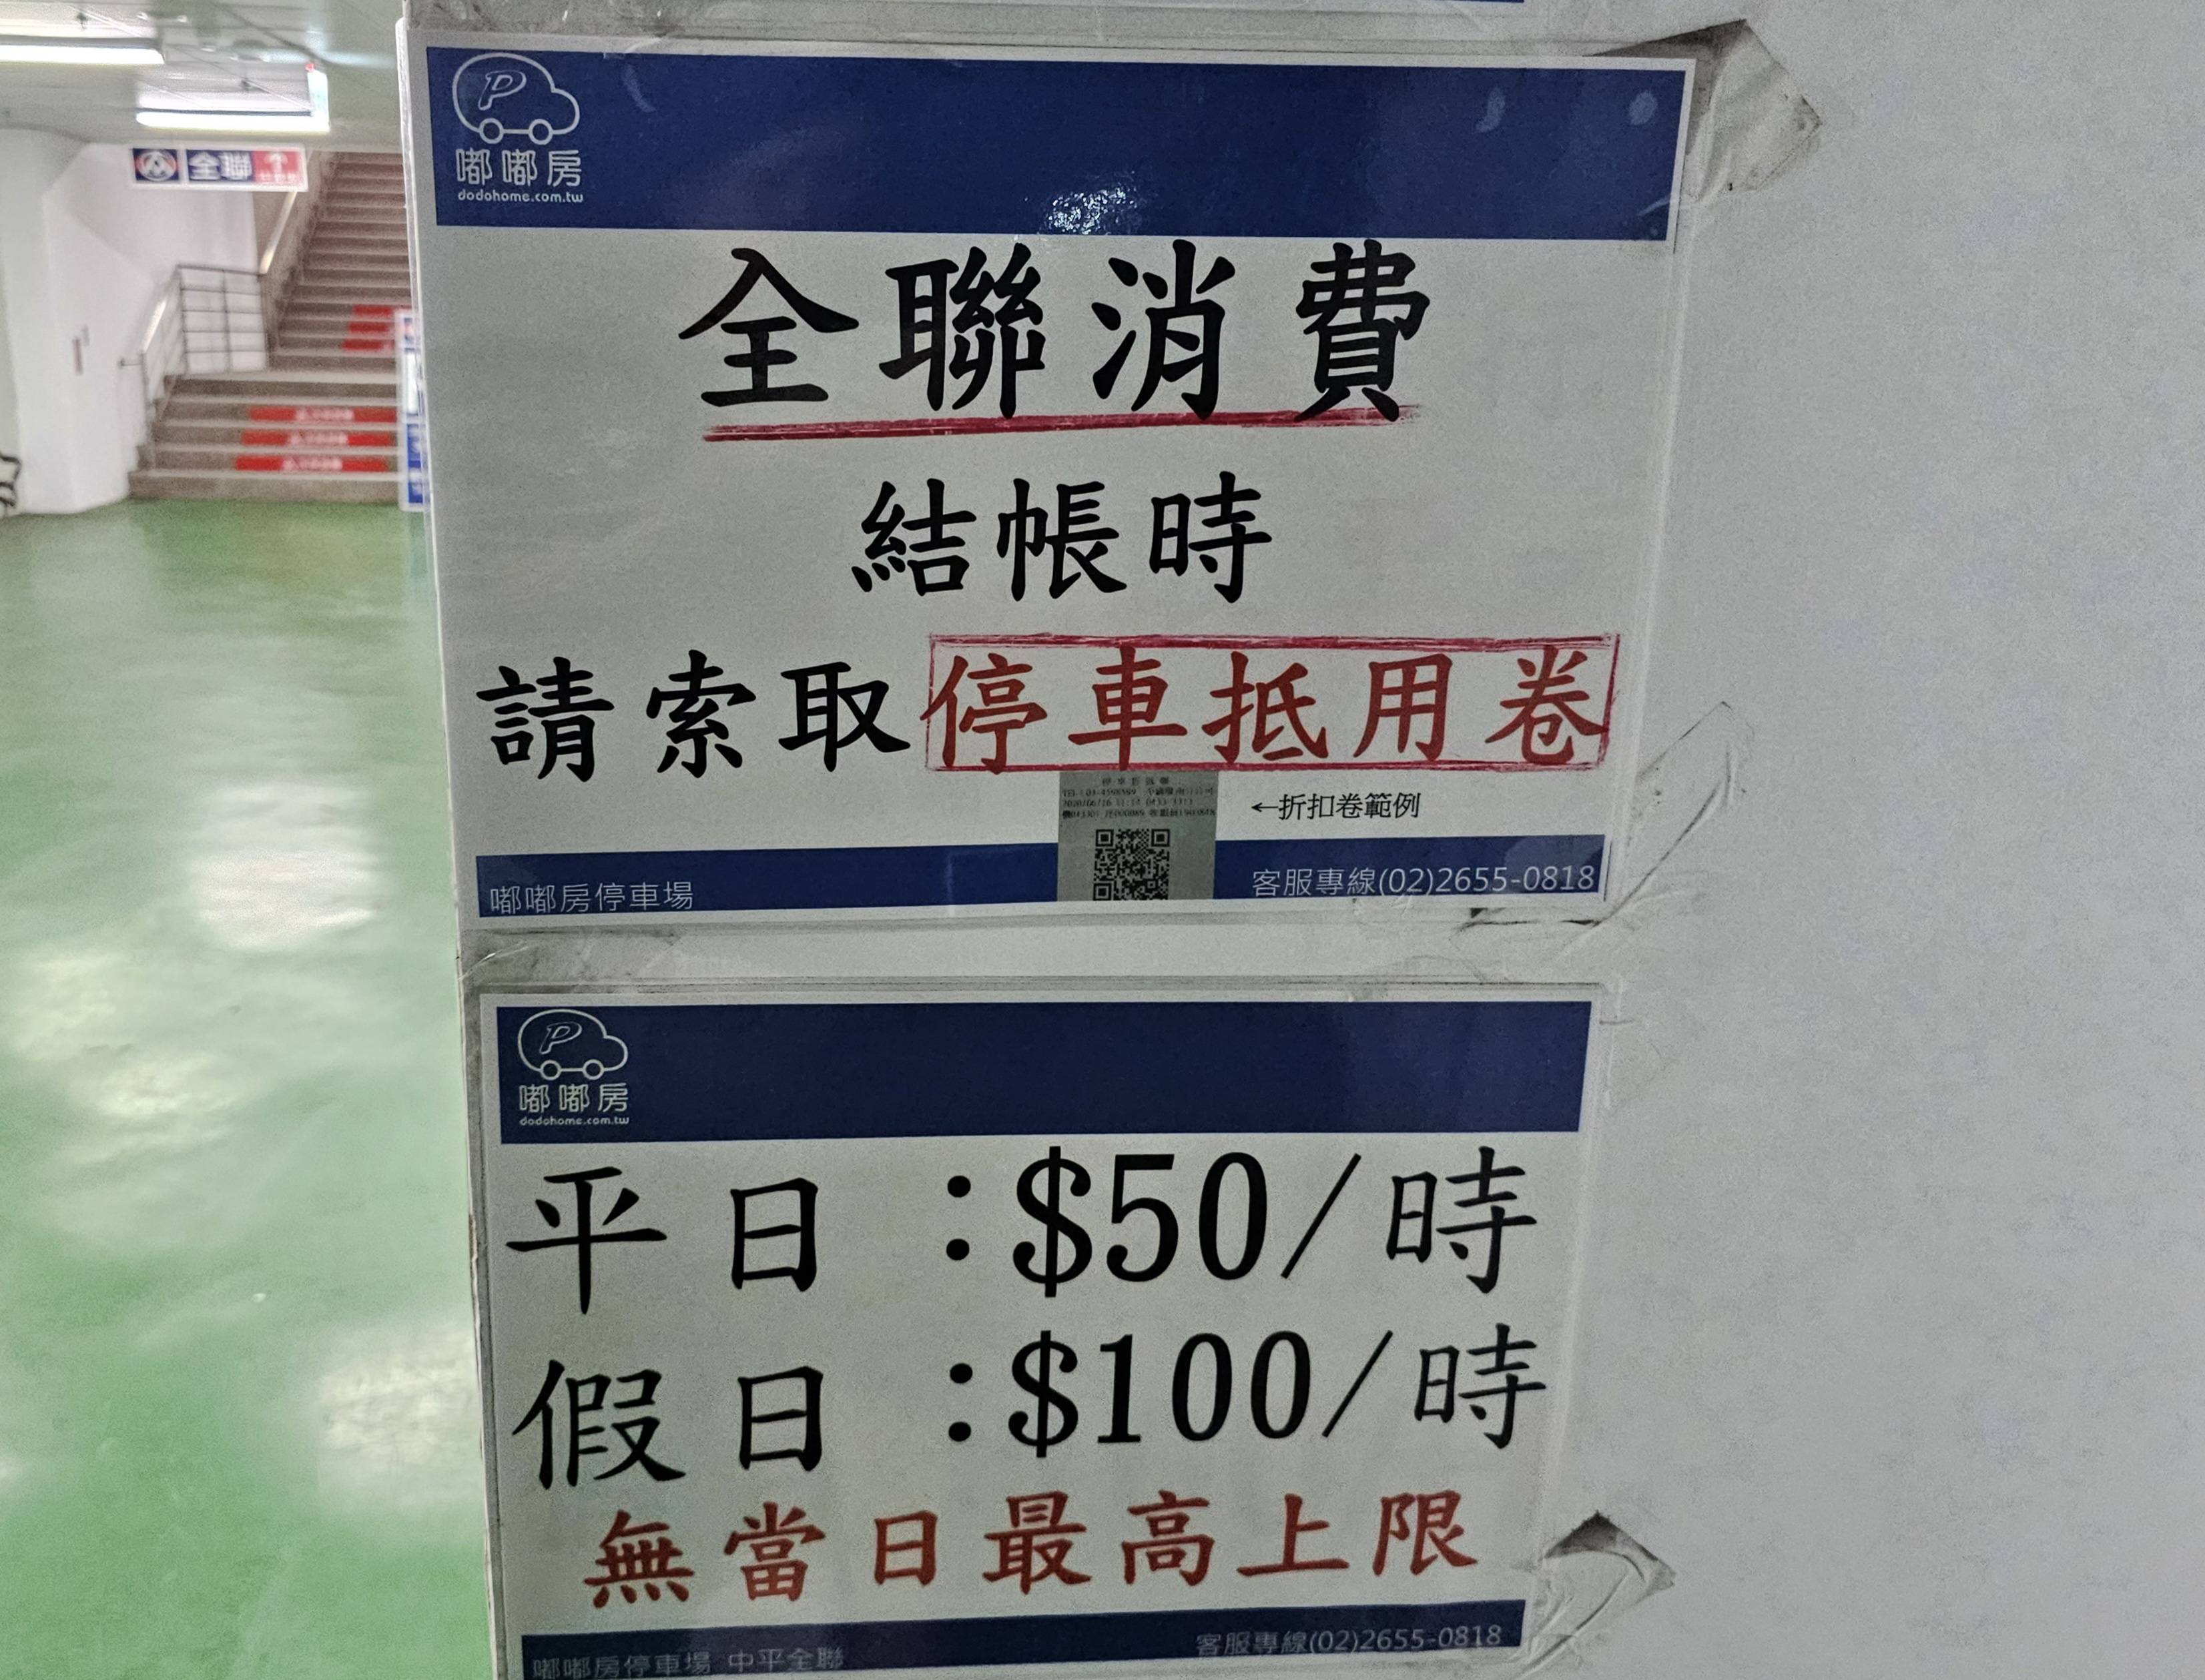 全聯
P
嘟嘟房
dodohome.com.tw
全聯消費
結帳時
請索取停車抵用卷
←折扣卷範例
嘟嘟房停車場
客服專線(02)2655-0818
P
嘟嘟房
dodohome.com.tw
平日:$50/時
假日:$100/時
無當日最高上限
嘟嘟房停車場 中平全聯
客服專線(02)2655-0818